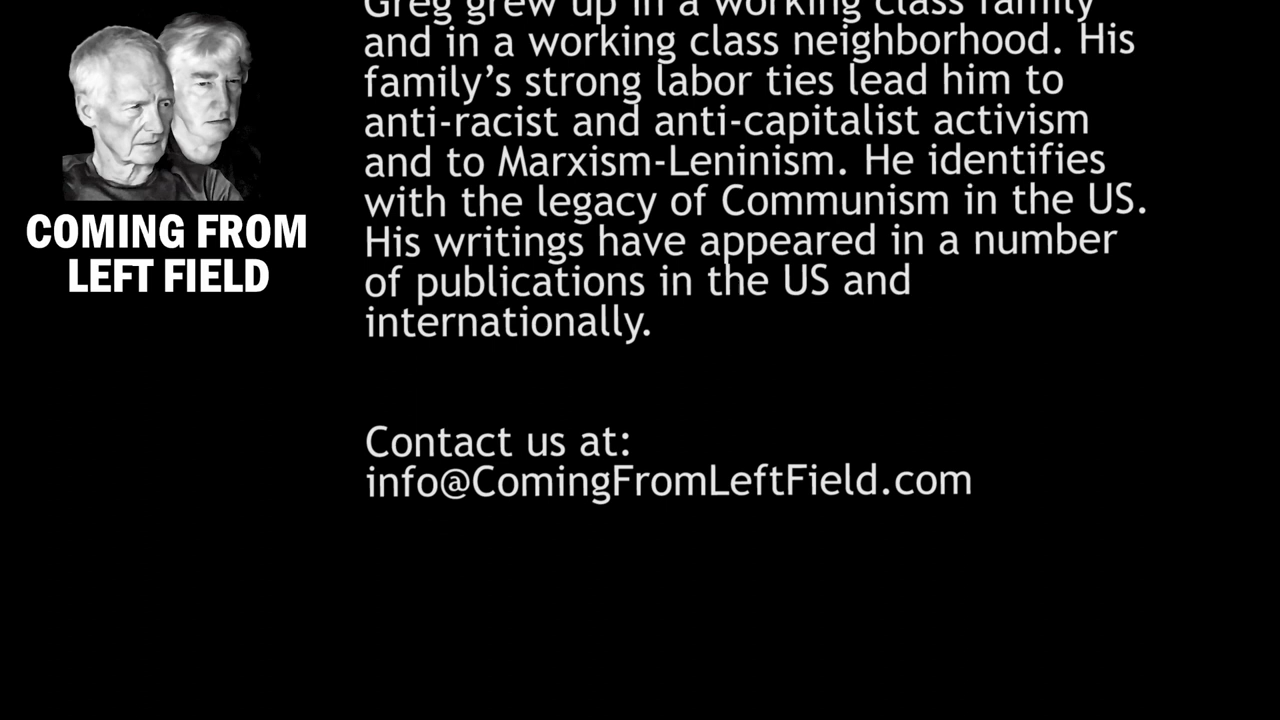 COMING FROM
LEFT FIELD
Greg grew up in a working class family
and in a working class neighborhood. His
family’s strong labor ties lead him to
anti-racist and anti-capitalist activism
and to Marxism-Leninism. He identifies
with the legacy of Communism in the US.
His writings have appeared in a number
of publications in the US and
internationally.
Contact us at:
info@ComingFromLeftField.com